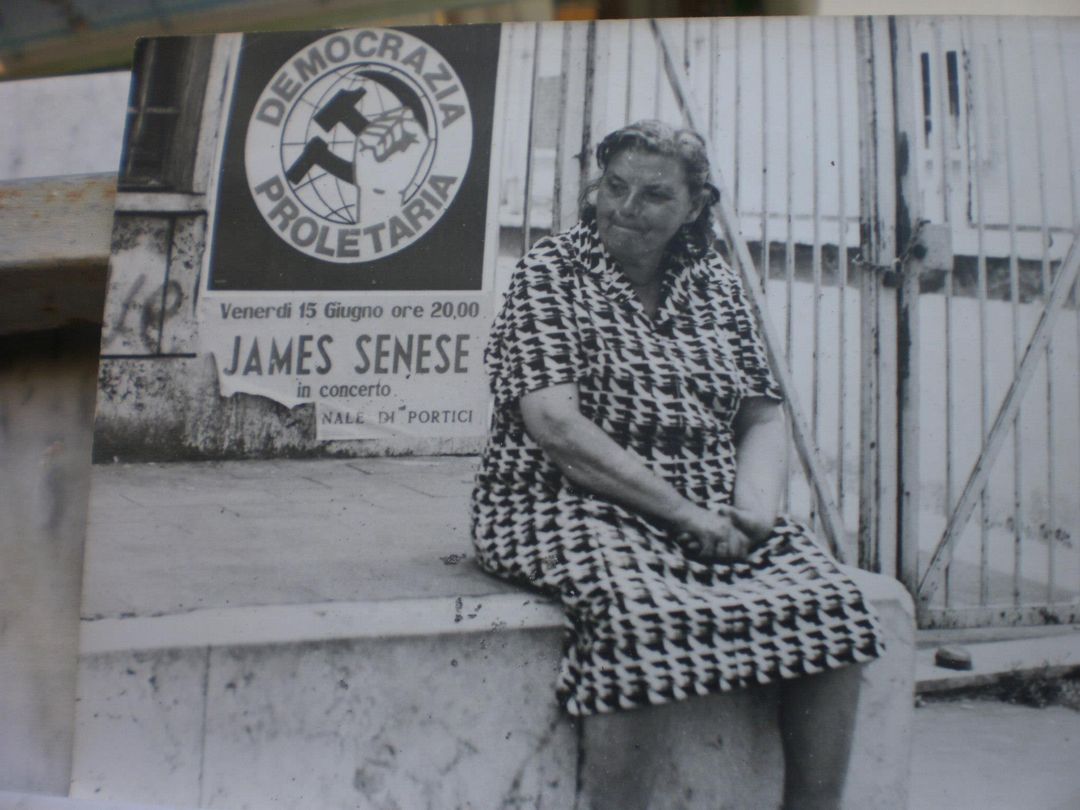 DEMOCRAZIA
PROLETARIA
Venerdì 15 Giugno ore 20,00
JAMES SENESE
in concerto
NALE DI PORTICI